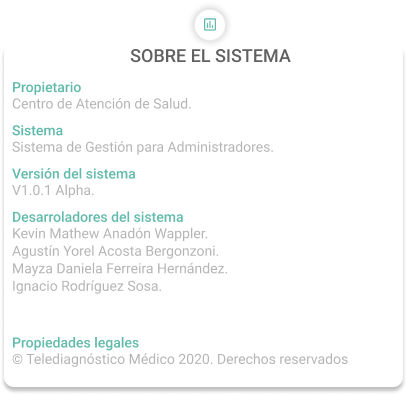 SOBRE EL SISTEMA
Propietario
Centro de Atención de Salud.
Sistema
Sistema de Gestión para Administradores.
Versión del sistema
V1.0.1 Alpha.
Desarroladores del sistema
Kevin Mathew Anadón Wappler.
Agustín Yorel Acosta Bergonzoni.
Mayza Daniela Ferreira Hernández.
Ignacio Rodríguez Sosa.
Propiedades legales
© Telediagnóstico Médico 2020. Derechos reservados